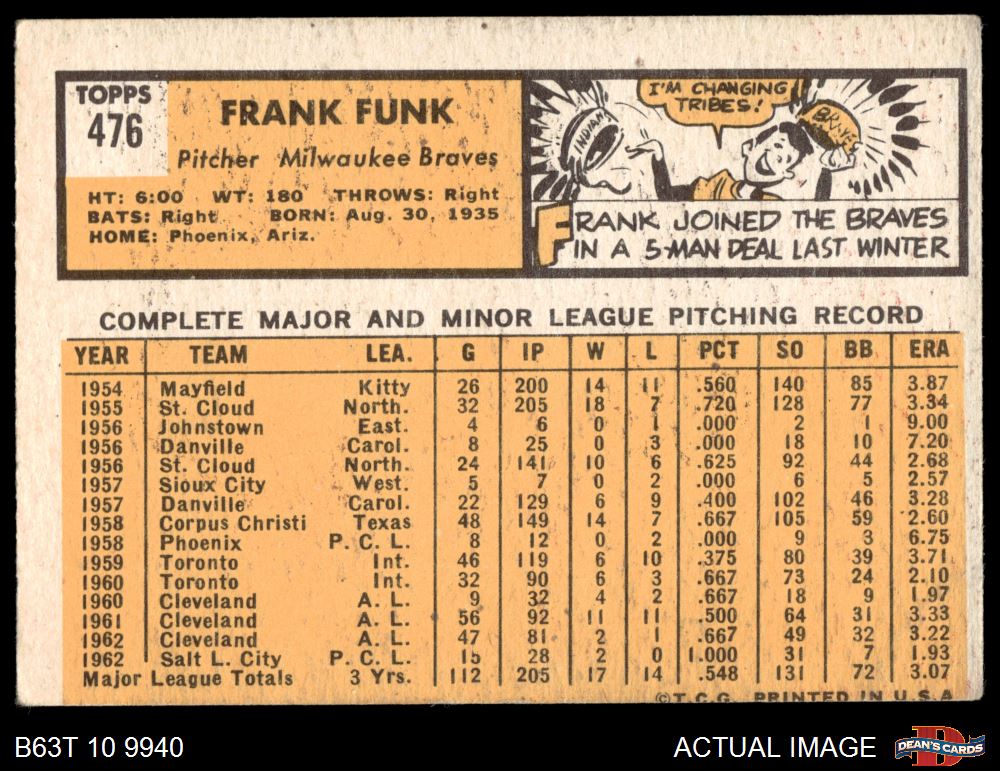 TOPPS
476
FRANK FUNK
Pitcher Milwaukee Braves
HT: 6:00 WT: 180 THROWS: Right
BATS: Right BORN: Aug. 30, 1935
HOME: Phoenix, Ariz.
I'M CHANGING
TRIBES!
INDIANS
BRAVES
FRANK JOINED THE BRAVES
IN A 5-MAN DEAL LAST WINTER
COMPLETE MAJOR AND MINOR LEAGUE PITCHING RECORD
YEAR TEAM LEA. G IP W L PCT SO BB ERA
1954 Mayfield Kitty 26 200 14 11 .560 140 85 3.87
1955 St. Cloud North. 32 205 18 7 .720 128 77 3.34
1956 Johnstown East. 4 6 0 1 .000 2 1 9.00
1956 Danville Carol. 8 25 0 3 .000 18 10 7.20
1956 St. Cloud North. 24 141 10 6 .625 92 44 2.68
1957 Sioux City West. 5 7 0 2 .000 6 5 2.57
1957 Danville Carol. 22 129 6 9 .400 102 46 3.28
1958 Corpus Christi Texas 48 149 14 7 .667 105 59 2.60
1958 Phoenix P. C. L. 8 12 0 2 .000 9 3 6.75
1959 Toronto Int. 46 119 6 10 .375 80 39 3.71
1960 Toronto Int. 32 90 6 3 .667 73 24 2.10
1960 Cleveland A. L. 9 32 4 2 .667 18 9 1.97
1961 Cleveland A. L. 56 92 11 11 .500 64 31 3.33
1962 Cleveland A. L. 47 81 2 1 .667 49 32 3.22
1962 Salt L. City P. C. L. 15 28 2 0 1.000 31 7 1.93
Major League Totals 3 Yrs. 112 205 17 14 .548 131 72 3.07
©T.C.G. PRINTED IN U.S.A
B63T 10 9940
ACTUAL IMAGE
D
DEAN'S CARDS